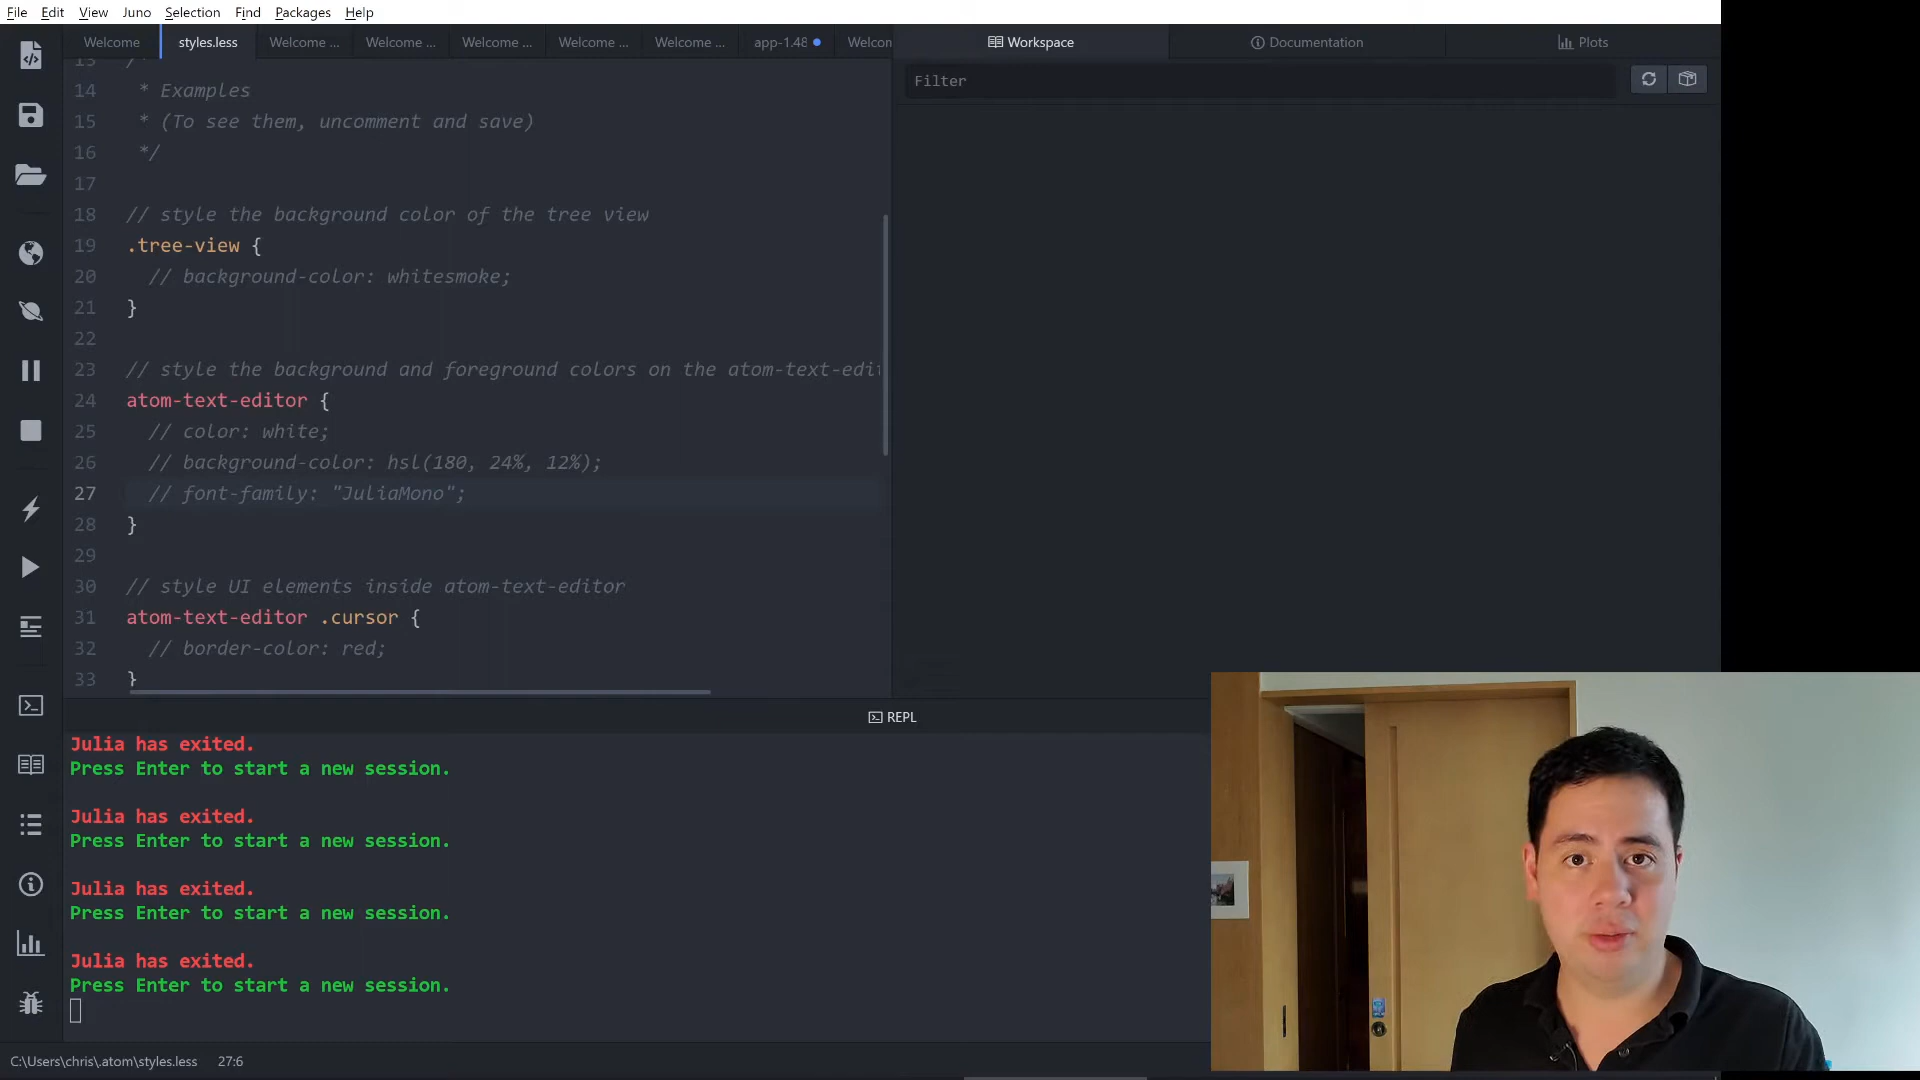 File Edit View Juno Selection Find Packages Help
Welcome styles.less Welcome ... Welcome ... Welcome ... Welcome ... Welcome ... app-1.48 Welcon
Workspace Documentation Plots
Filter
14 * Examples
15 * (To see them, uncomment and save)
16 */
17
18 // style the background color of the tree view
19 .tree-view {
20 // background-color: whitesmoke;
21 }
22
23 // style the background and foreground colors on the atom-text-edit
24 atom-text-editor {
25 // color: white;
26 // background-color: hsl(180, 24%, 12%);
27 // font-family: "JuliaMono";
28 }
29
30 // style UI elements inside atom-text-editor
31 atom-text-editor .cursor {
32 // border-color: red;
33 }
REPL
Julia has exited.
Press Enter to start a new session.
Julia has exited.
Press Enter to start a new session.
Julia has exited.
Press Enter to start a new session.
Julia has exited.
Press Enter to start a new session.
C:\Users\chris\.atom\styles.less 27:6